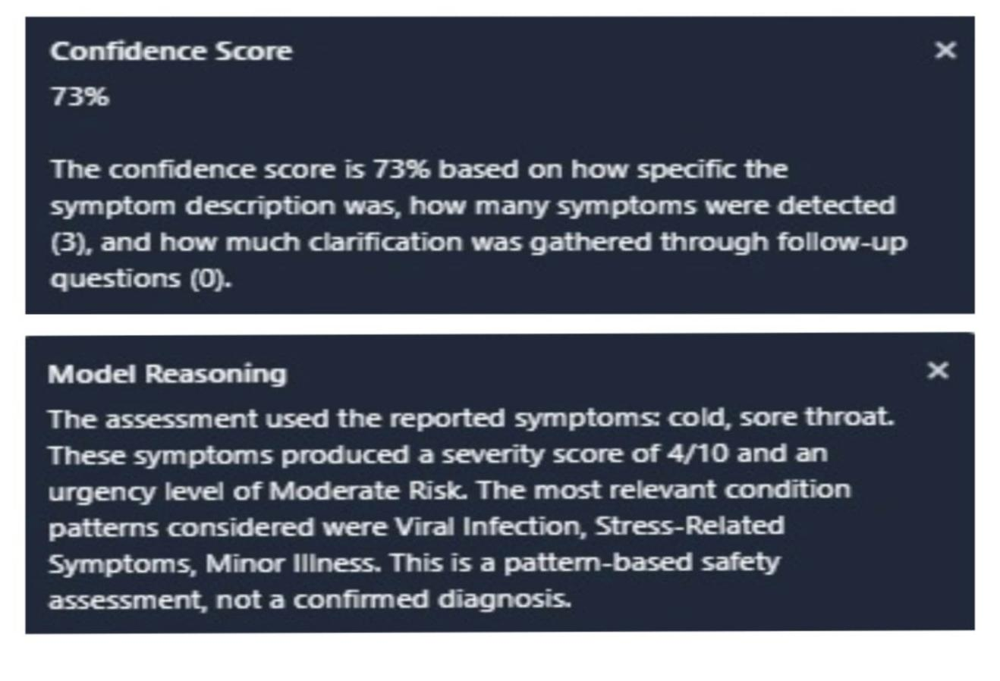 Confidence Score
73%
The confidence score is 73% based on how specific the
symptom description was, how many symptoms were detected
(3), and how much clarification was gathered through follow-up
questions (0).
Model Reasoning
The assessment used the reported symptoms: cold, sore throat.
These symptoms produced a severity score of 4/10 and an
urgency level of Moderate Risk. The most relevant condition
patterns considered were Viral Infection, Stress-Related
Symptoms, Minor Illness. This is a pattern-based safety
assessment, not a confirmed diagnosis.